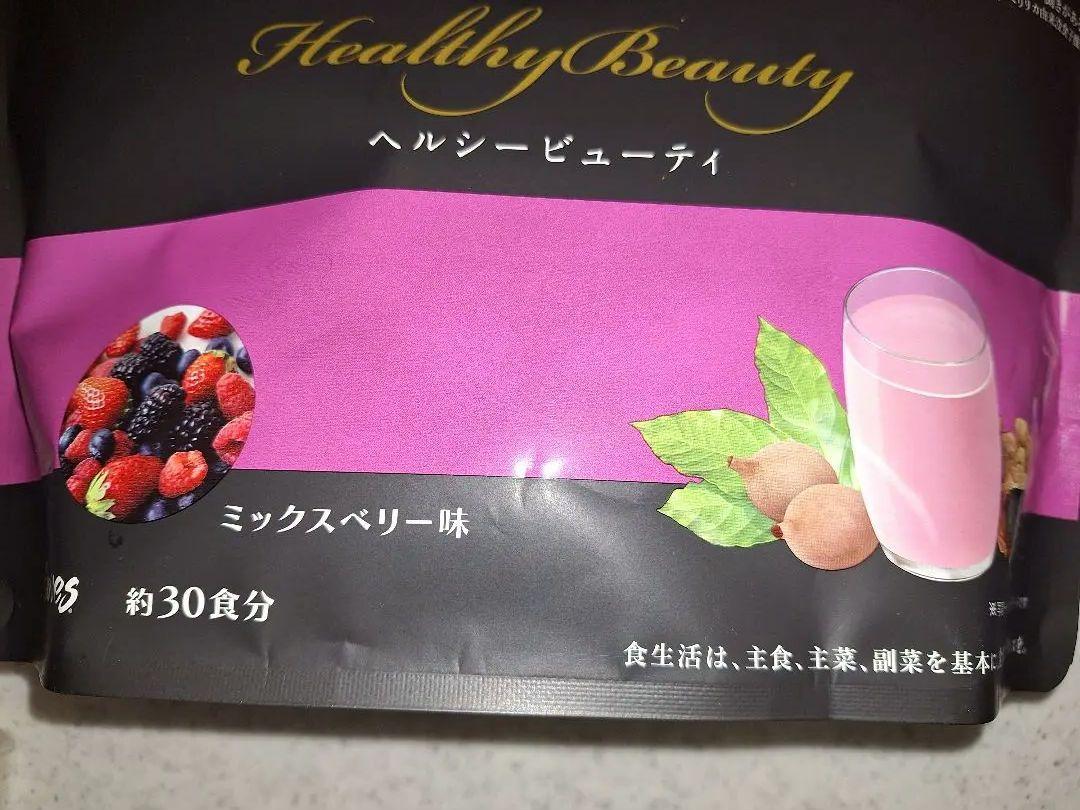 Healthy Beauty
ヘルシービューティ
ミックスベリー味
約30食分
食生活は、主食、主菜、副菜を基本に